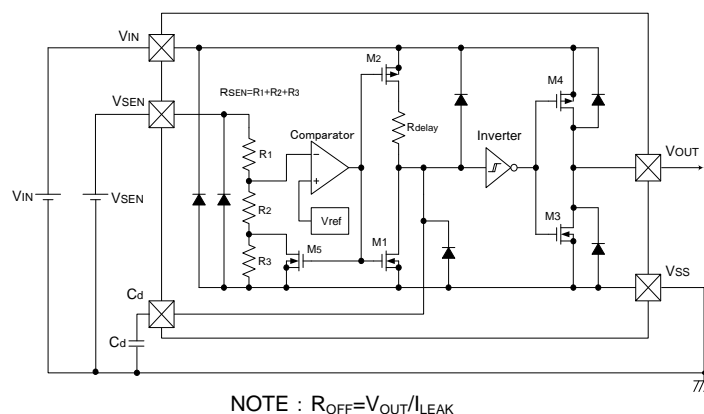 VIN
M2
M4
RSEN=R1+R2+R3
VSEN
Comparator
Rdelay
Inverter
R1
−
+
VOUT
VIN
VSEN
R2
Vref
M3
M5
M1
R3
VSS
Cd
Cd
NOTE : ROFF=VOUT/ILEAK